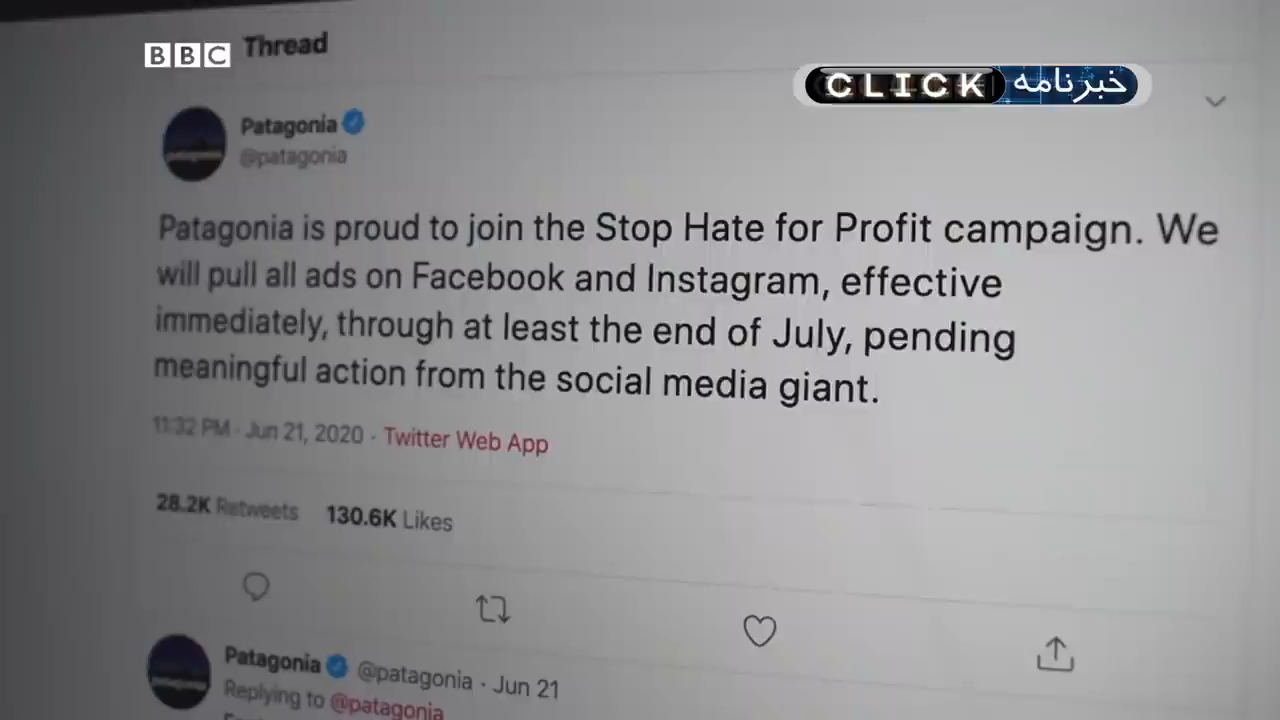 BBC
Thread
CLICK خبرنامه
Patagonia
@patagonia
Patagonia is proud to join the Stop Hate for Profit campaign. We
will pull all ads on Facebook and Instagram, effective
immediately, through at least the end of July, pending
meaningful action from the social media giant.
11:32 PM · Jun 21, 2020 · Twitter Web App
28.2K Retweets 130.6K Likes
Patagonia @patagonia · Jun 21
Replying to @patagonia